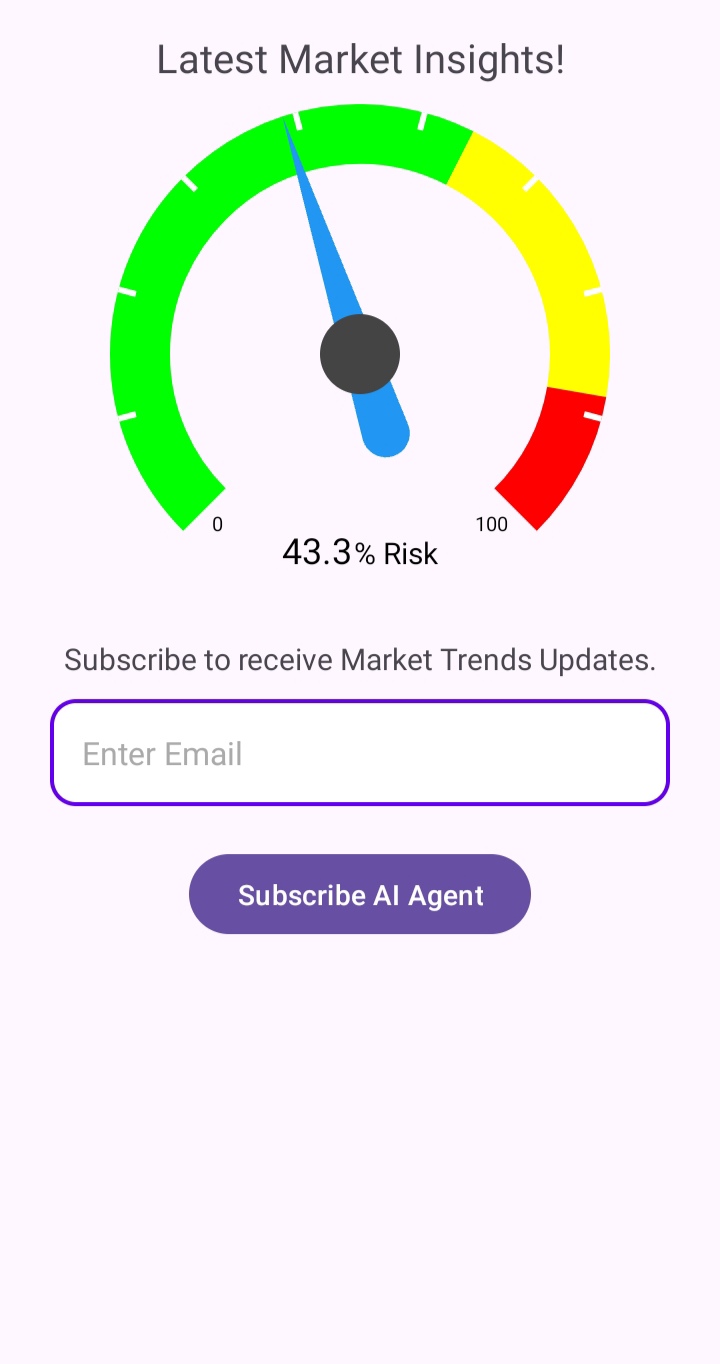 Latest Market Insights!
0
100
43.3% Risk
Subscribe to receive Market Trends Updates.
Enter Email
Subscribe AI Agent